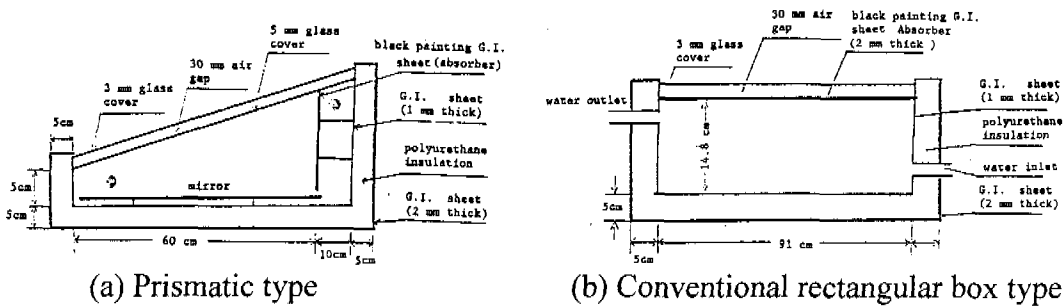 5 mm glass
cover
30 mm air
gap
3 mm glass
cover
5cm
black painting G.I.
sheet (absorber)
G.I. sheet
(1 mm thick)
polyurethane
insulation
G.I. sheet
(2 mm thick)
mirror
5cm
5cm
60 cm
10cm
5cm
(a) Prismatic type
30 mm air
gap
black painting G.I.
sheet Absorber
(2 mm thick )
3 mm glass
cover
water outlet
G.I. sheet
(1 mm thick)
polyurethane
insulation
water inlet
G.I. sheet
(2 mm thick)
14.8 cm
5cm
5cm
91 cm
(b) Conventional rectangular box type